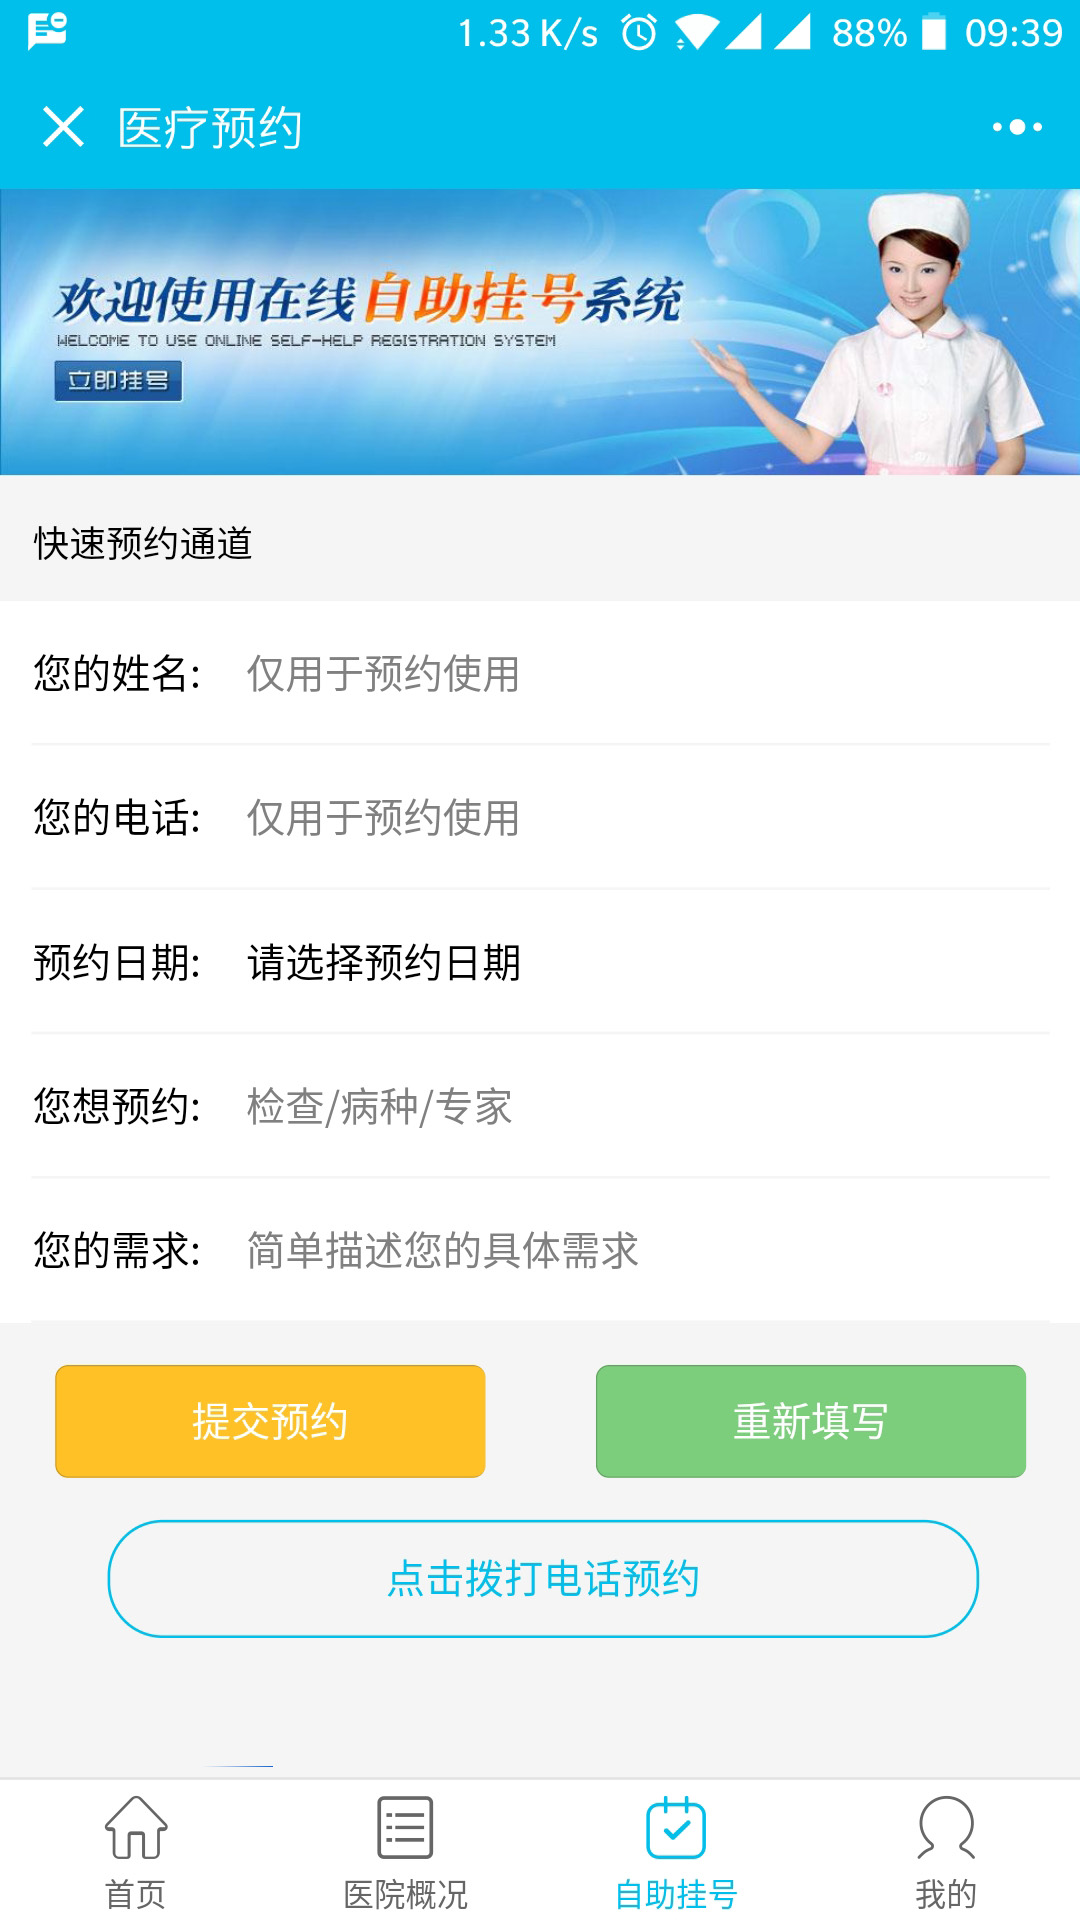 1.33 K/s 88% 09:39
医疗预约
欢迎使用在线自助挂号系统
WELCOME TO USE ONLINE SELF-HELP REGISTRATION SYSTEM
立即挂号
快速预约通道
您的姓名: 仅用于预约使用
您的电话: 仅用于预约使用
预约日期: 请选择预约日期
您想预约: 检查/病种/专家
您的需求: 简单描述您的具体需求
提交预约 重新填写
点击拨打电话预约
首页 医院概况 自助挂号 我的